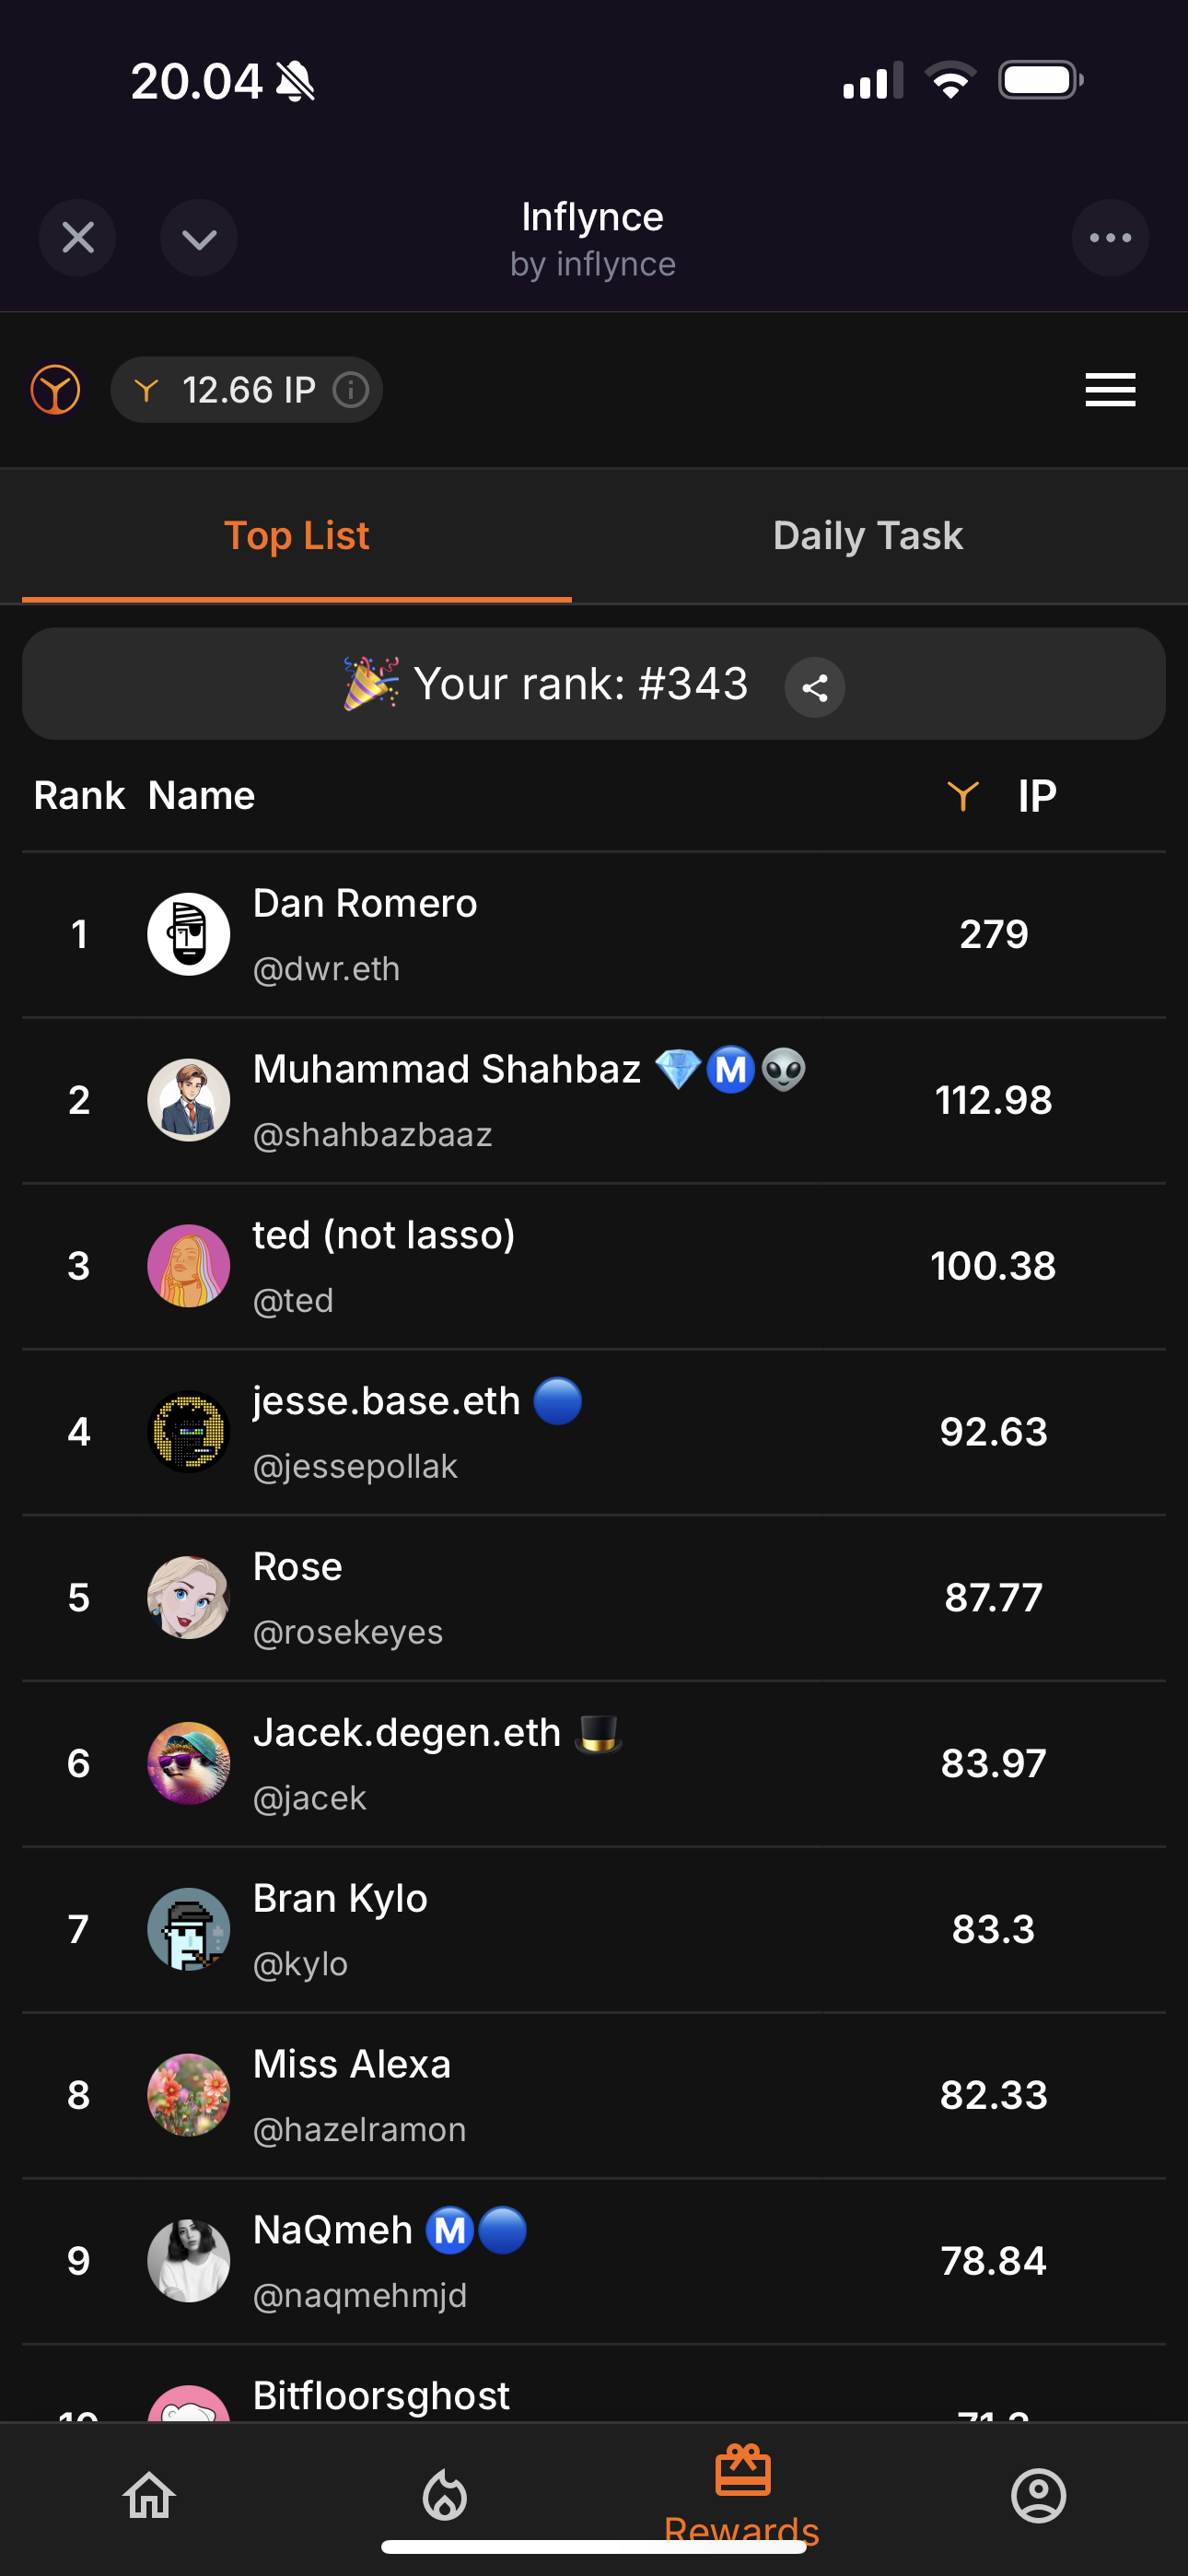 20.04
Inflynce
by inflynce
12.66 IP
Top List
Daily Task
🎉 Your rank: #343
Rank Name IP
1 Dan Romero 279
@dwr.eth
2 Muhammad Shahbaz 💎Ⓜ️👽 112.98
@shahbazbaaz
3 ted (not lasso) 100.38
@ted
4 jesse.base.eth 🔵 92.63
@jessepollak
5 Rose 87.77
@rosekeyes
6 Jacek.degen.eth 🎩 83.97
@jacek
7 Bran Kylo 83.3
@kylo
8 Miss Alexa 82.33
@hazelramon
9 NaQmeh Ⓜ️🔵 78.84
@naqmehmjd
10 Bitfloorsghost
Rewards